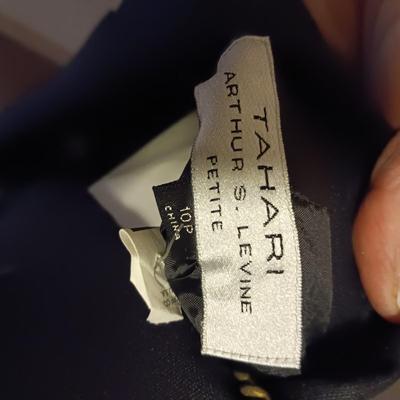 TAHARI
ARTHUR S. LEVINE
PETITE
10P
CHINA